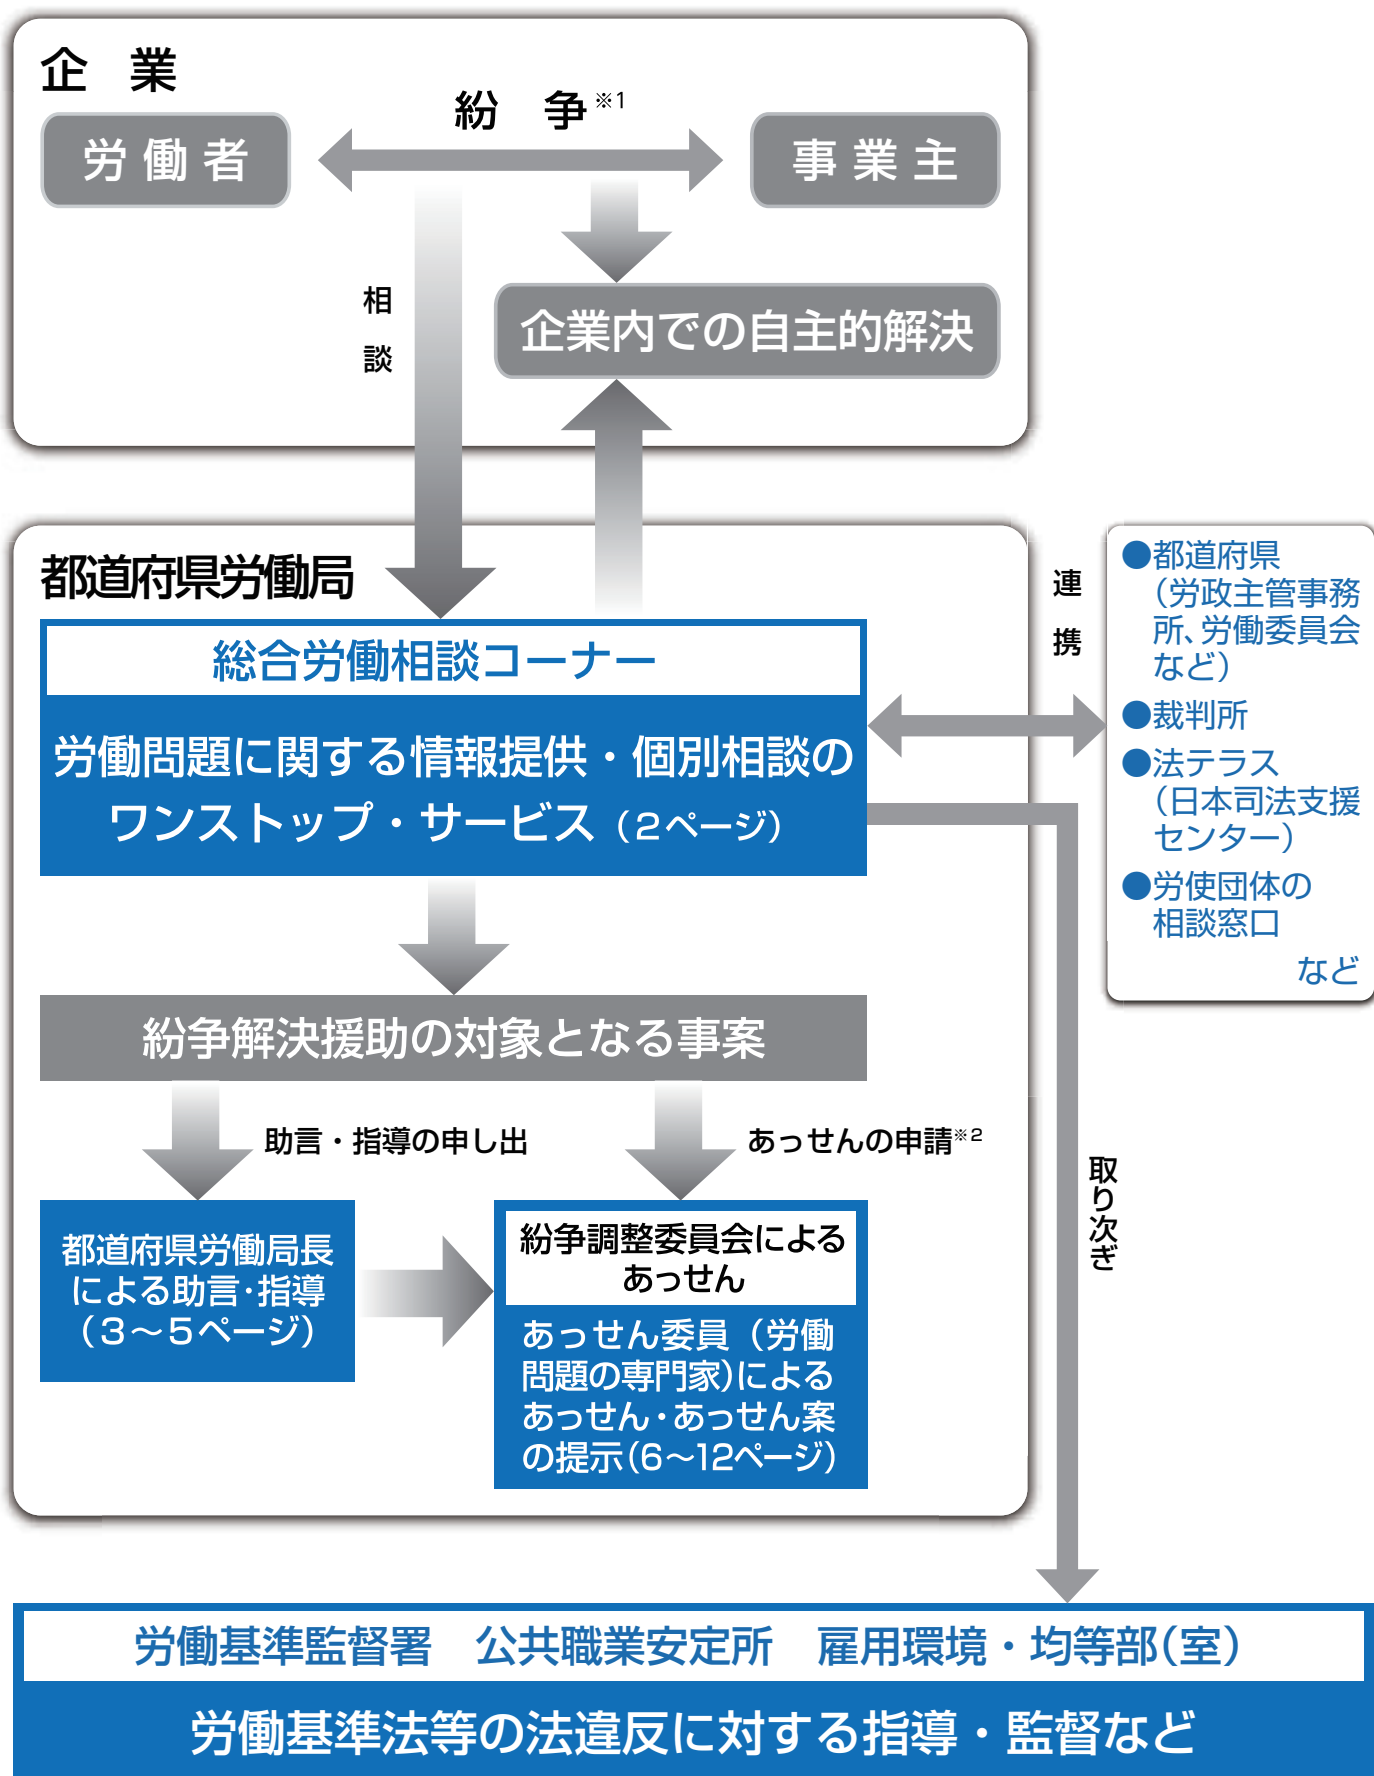 企　業
紛　争※1
労働者
事業主
相談
企業内での自主的解決
都道府県労働局
総合労働相談コーナー
労働問題に関する情報提供・個別相談の
ワンストップ・サービス（2ページ）
連携
●都道府県
（労政主管事務
所、労働委員会
など）
●裁判所
●法テラス
（日本司法支援
センター）
●労使団体の
相談窓口
など
紛争解決援助の対象となる事案
助言・指導の申し出
あっせんの申請※2
取り次ぎ
都道府県労働局長
による助言・指導
（3～5ページ）
紛争調整委員会による
あっせん
あっせん委員（労働
問題の専門家）による
あっせん・あっせん案
の提示（6～12ページ）
労働基準監督署　公共職業安定所　雇用環境・均等部（室）
労働基準法等の法違反に対する指導・監督など